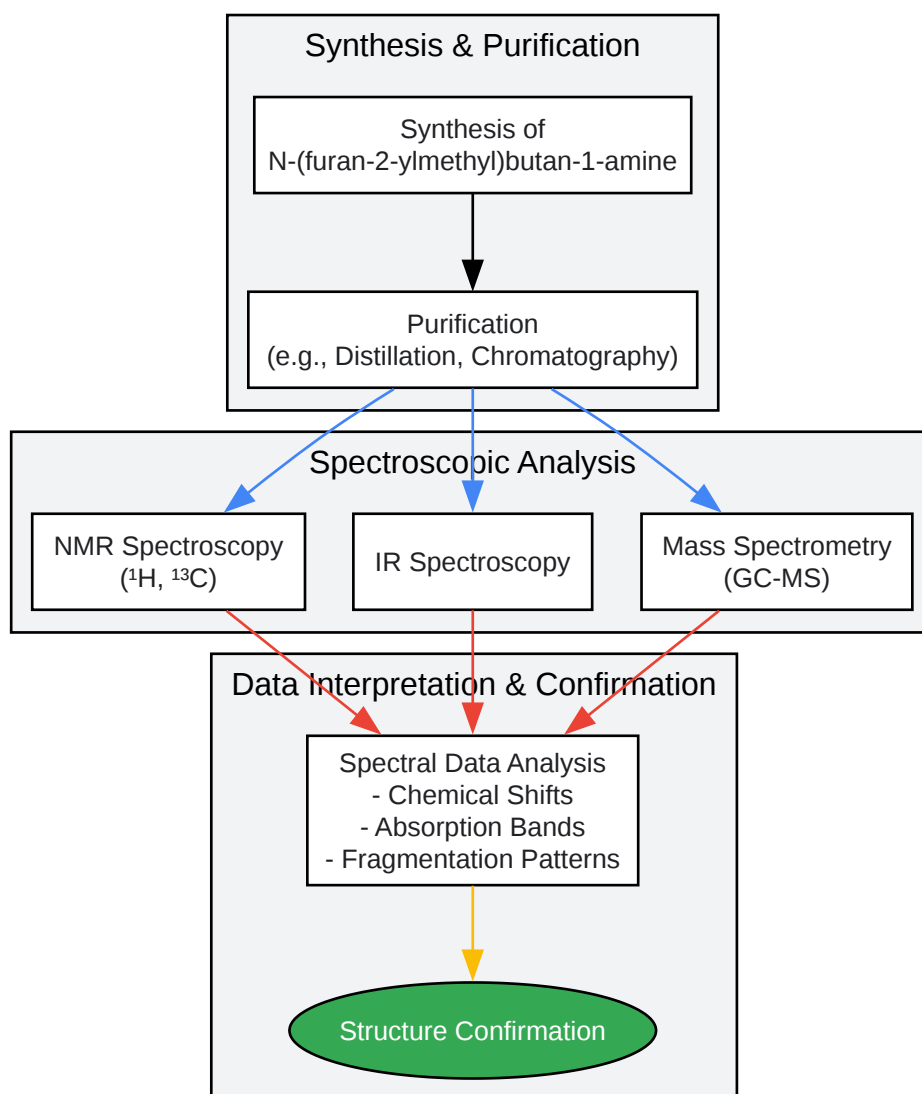 Synthesis & Purification
Synthesis of
N-(furan-2-ylmethyl)butan-1-amine
Purification
(e.g., Distillation, Chromatography)
Spectroscopic Analysis
NMR Spectroscopy
(¹H, ¹³C)
IR Spectroscopy
Mass Spectrometry
(GC-MS)
Data Interpretation & Confirmation
Spectral Data Analysis
- Chemical Shifts
- Absorption Bands
- Fragmentation Patterns
Structure Confirmation